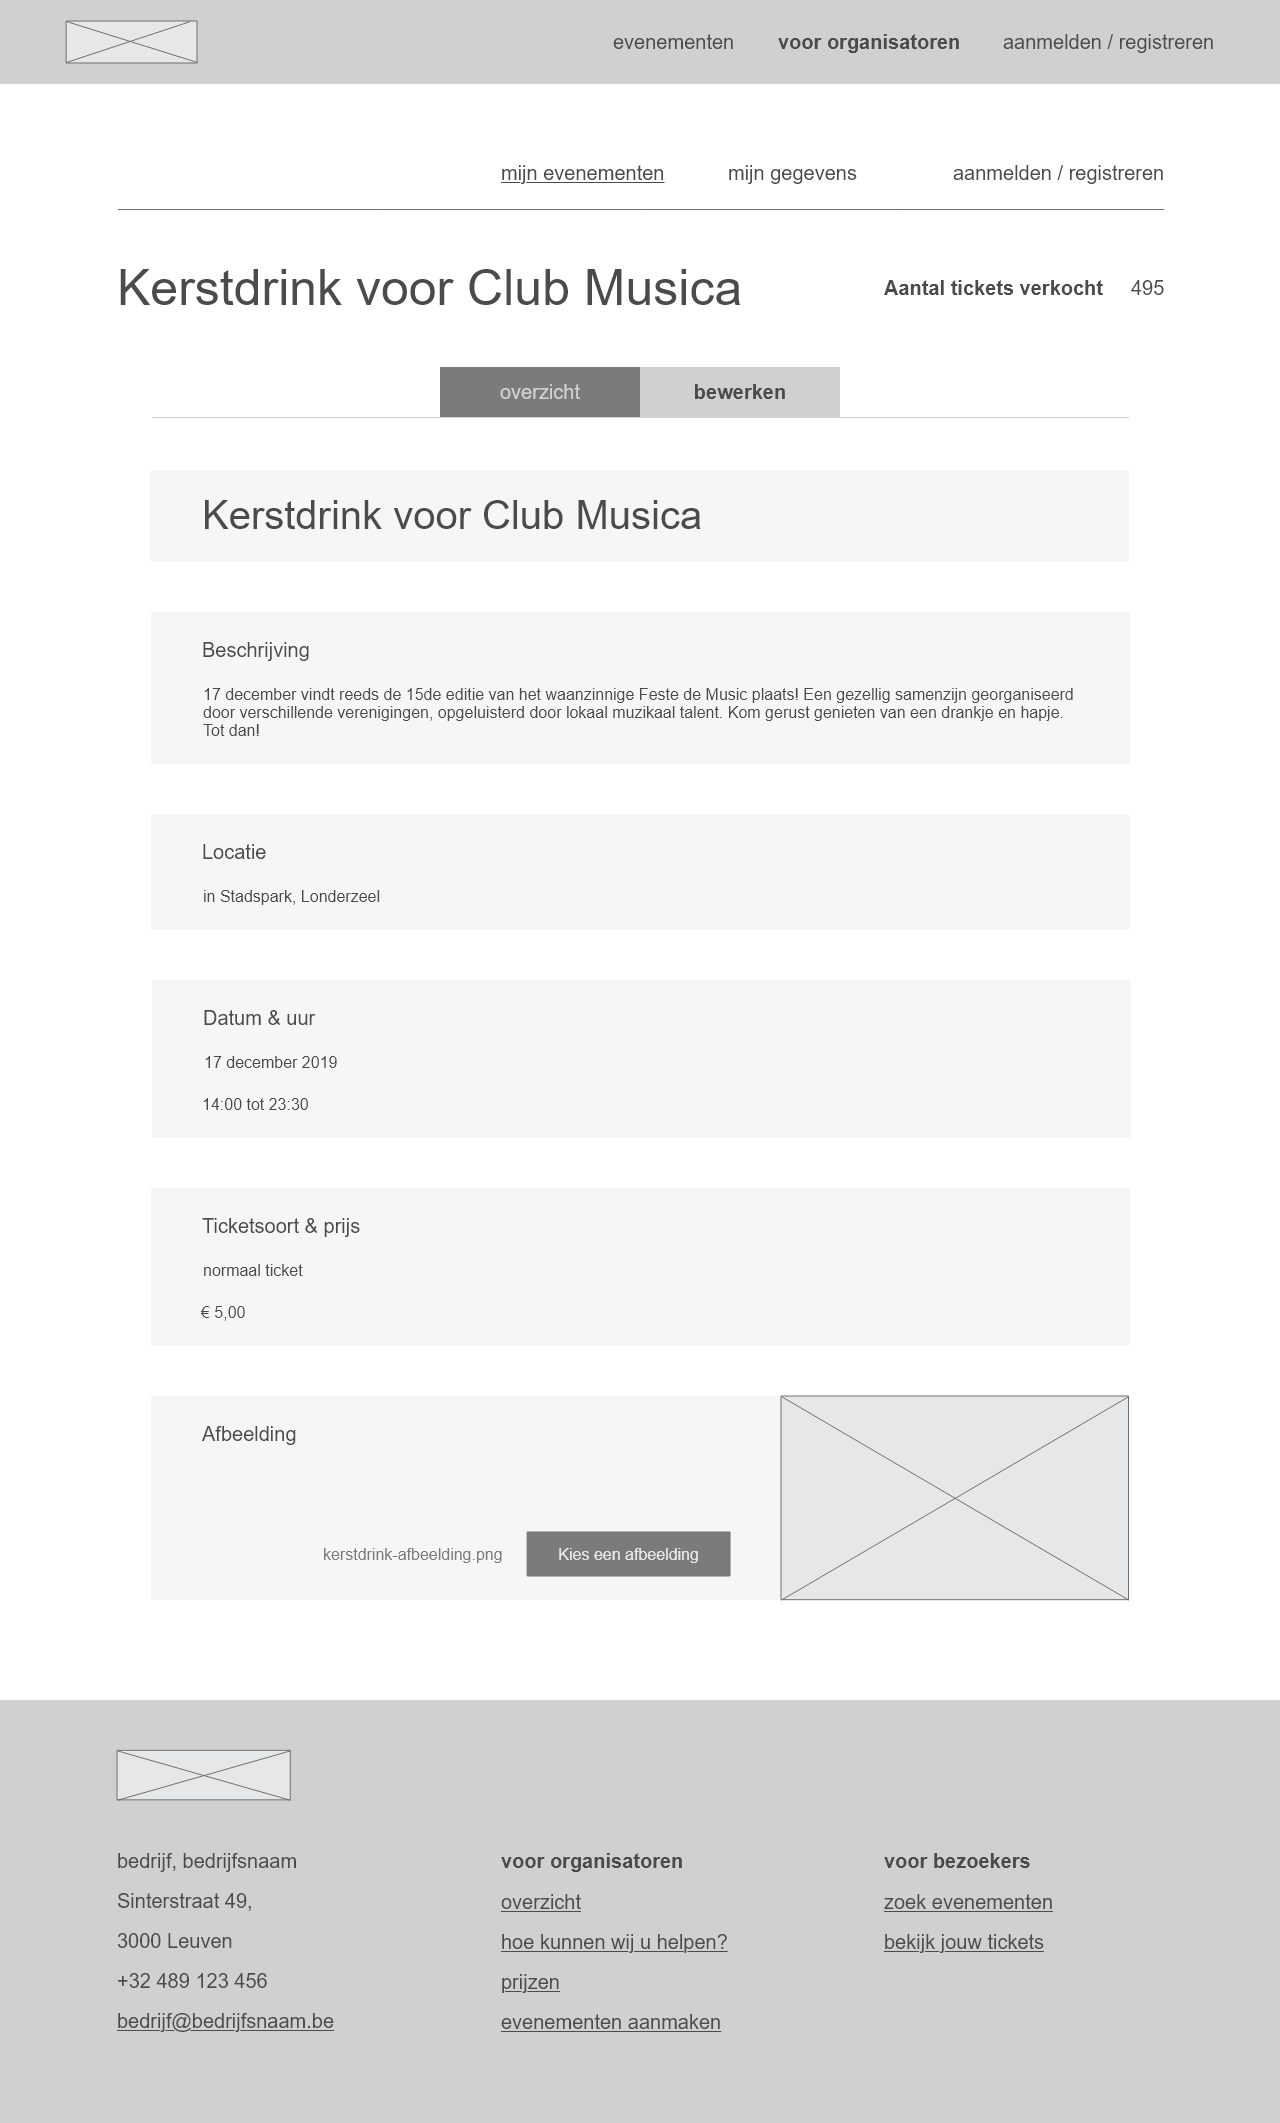 evenementen
voor organisatoren
aanmelden / registreren
mijn evenementen
mijn gegevens
aanmelden / registreren
Kerstdrink voor Club Musica
Aantal tickets verkocht 495
overzicht
bewerken
Kerstdrink voor Club Musica
Beschrijving
17 december vindt reeds de 15de editie van het waanzinnige Feste de Music plaats! Een gezellig samenzijn georganiseerd
door verschillende verenigingen, opgeluisterd door lokaal muzikaal talent. Kom gerust genieten van een drankje en hapje.
Tot dan!
Locatie
in Stadspark, Londerzeel
Datum & uur
17 december 2019
14:00 tot 23:30
Ticketsoort & prijs
normaal ticket
€ 5,00
Afbeelding
kerstdrink-afbeelding.png
Kies een afbeelding
bedrijf, bedrijfsnaam
Sinterstraat 49,
3000 Leuven
+32 489 123 456
bedrijf@bedrijfsnaam.be
voor organisatoren
overzicht
hoe kunnen wij u helpen?
prijzen
evenementen aanmaken
voor bezoekers
zoek evenementen
bekijk jouw tickets